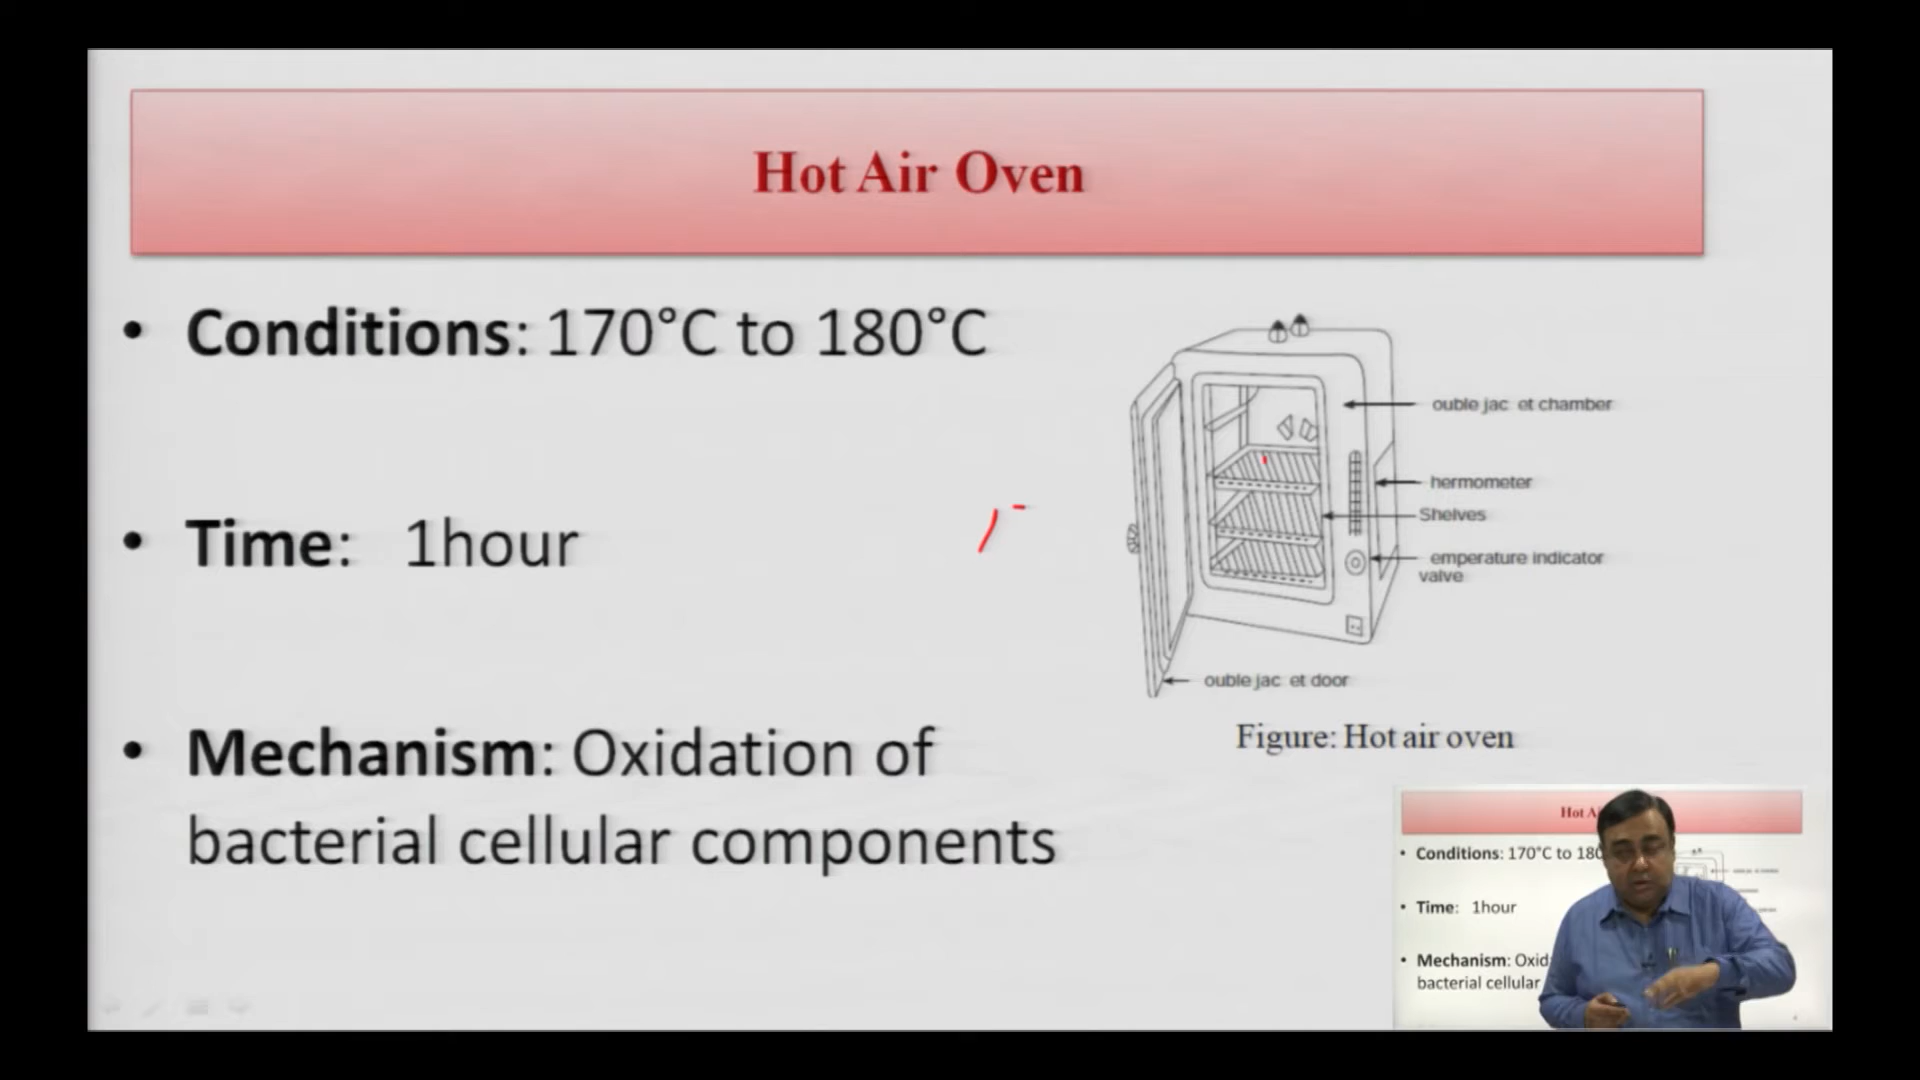 Hot Air Oven
• Conditions: 170°C to 180°C
• Time: 1hour
• Mechanism: Oxidation of
bacterial cellular components
ouble jac et chamber
hermometer
Shelves
emperature indicator
valve
ouble jac et door
Figure: Hot air oven
Hot A
• Conditions: 170°C to 180
• Time: 1hour
• Mechanism: Oxid
bacterial cellular